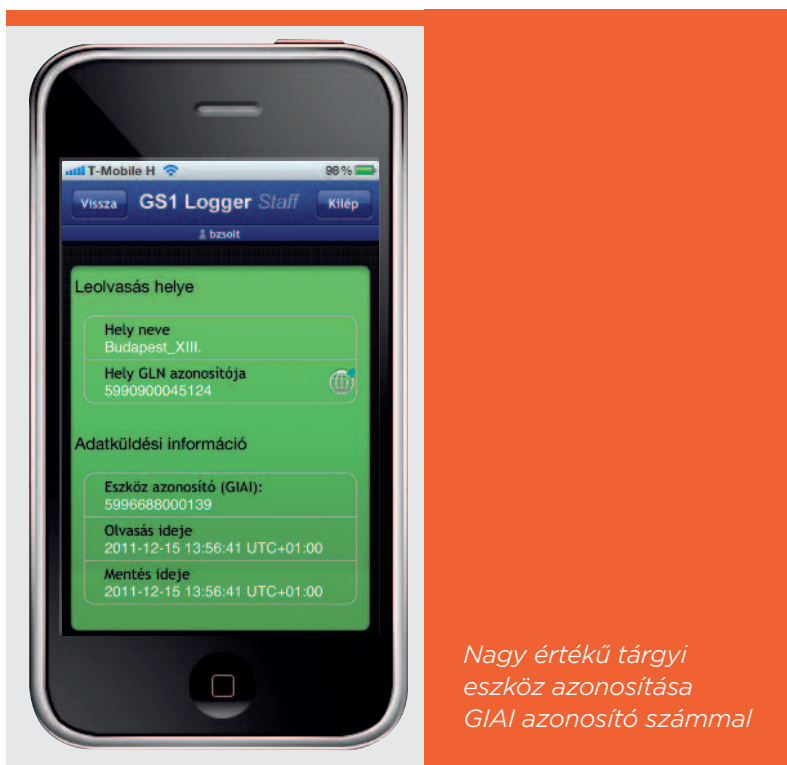 T-Mobile H 98 %
Vissza GS1 Logger Staff Kilép
bzsolt
Leolvasás helye
Hely neve
Budapest_XIII.
Hely GLN azonosítója
5990900045124
Adatküldési információ
Eszköz azonosító (GIAI):
5996688000139
Olvasás ideje
2011-12-15 13:56:41 UTC+01:00
Mentés ideje
2011-12-15 13:56:41 UTC+01:00
Nagy értékű tárgyi
eszköz azonosítása
GIAI azonosító számmal